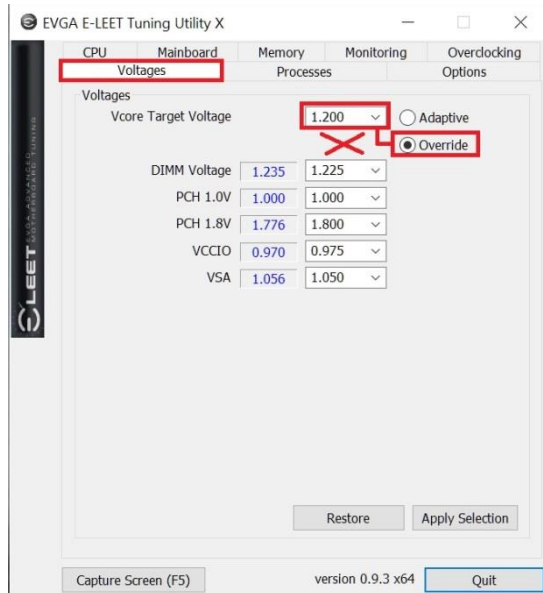 EVGA E-LEET Tuning Utility X
CPU Mainboard Memory Monitoring Overclocking
Voltages Processes Options
Voltages
Vcore Target Voltage 1.200 Adaptive
Override
DIMM Voltage 1.235 1.225
PCH 1.0V 1.000 1.000
PCH 1.8V 1.776 1.800
VCCIO 0.970 0.975
VSA 1.056 1.050
Restore Apply Selection
Capture Screen (F5) version 0.9.3 x64 Quit
E-LEET EVGA ADVANCED
MOTHERBOARD TUNING